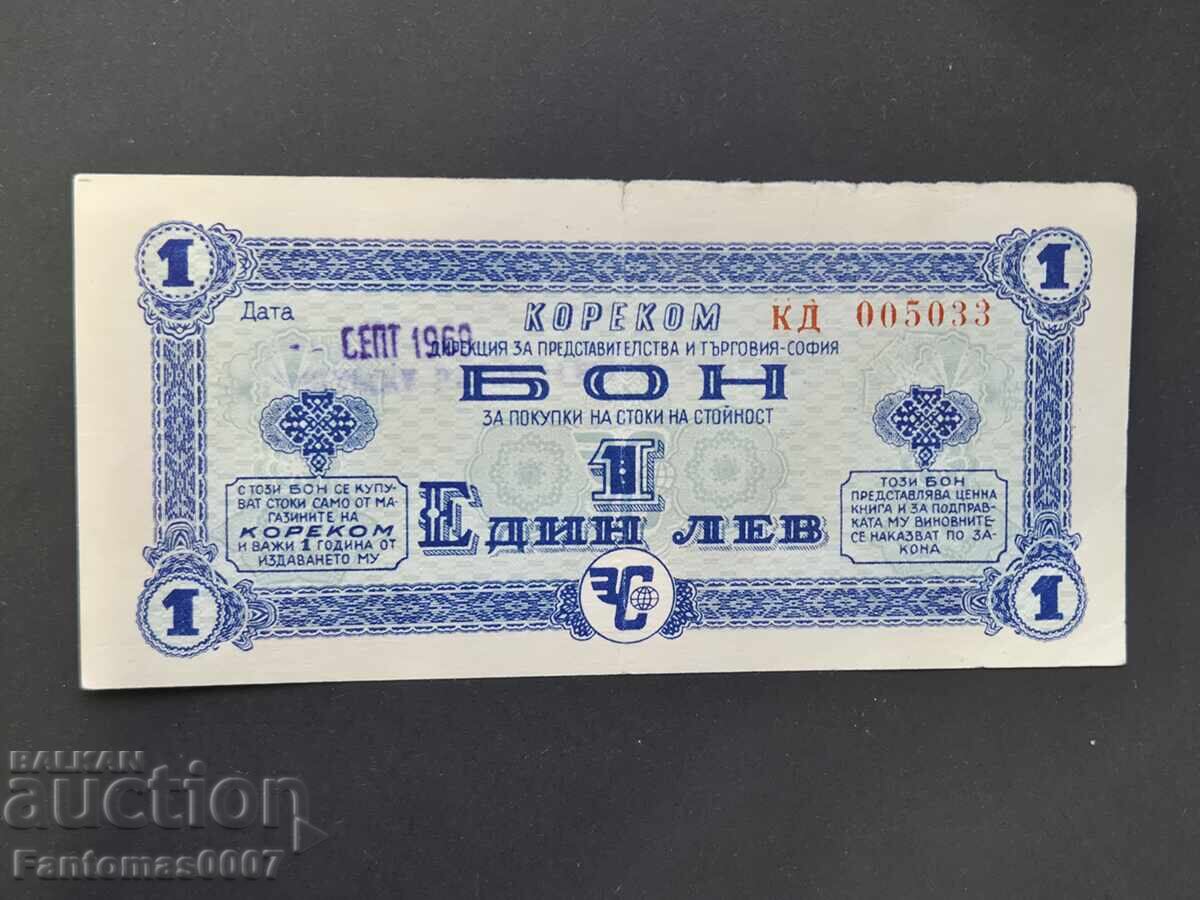 1
1
Дата
КОРЕКОМ
КД 005033
СЕПТ 1960
ДИРЕКЦИЯ ЗА ПРЕДСТАВИТЕЛСТВА И ТЪРГОВИЯ-СОФИЯ
БОН
ЗА ПОКУПКИ НА СТОКИ НА СТОЙНОСТ
1
ЕДИН ЛЕВ
С ТОЗИ БОН СЕ КУПУ-
ВАТ СТОКИ САМО ОТ МА-
ГАЗИНИТЕ НА
КОРЕКОМ
И ВАЖИ 1 ГОДИНА ОТ
ИЗДАВАНЕТО МУ
ТОЗИ БОН
ПРЕДСТАВЛЯВА ЦЕННА
КНИГА И ЗА ПОДПРАВ-
КАТА МУ ВИНОВНИТЕ
СЕ НАКАЗВАТ ПО ЗА-
КОНА
1
1
BALKAN
auction
Fantomas0007